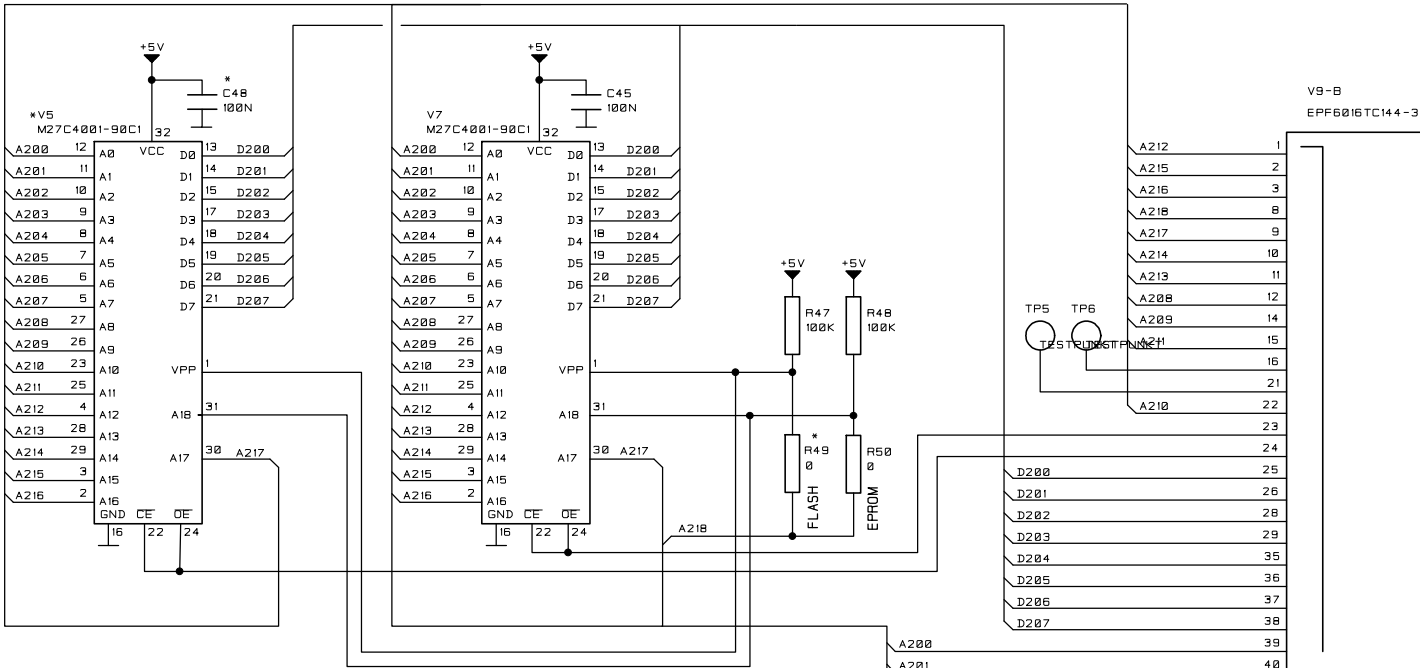 +5V
+5V
*
C48
100N
C45
100N
V9-B
EPF6016TC144-3
*V5
M27C4001-90C1
32
V7
M27C4001-90C1
32
A200 12 A0 VCC D0 13 D200
A201 11 A1 D1 14 D201
A202 10 A2 D2 15 D202
A203 9 A3 D3 17 D203
A204 8 A4 D4 18 D204
A205 7 A5 D5 19 D205
A206 6 A6 D6 20 D206
A207 5 A7 D7 21 D207
A208 27 A8
A209 26 A9
A210 23 A10 VPP 1
A211 25 A11
A212 4 A12 A18 31
A213 28 A13
A214 29 A14 A17 30 A217
A215 3 A15
A216 2 A16
GND CE OE
16 22 24
A200 12 A0 VCC D0 13 D200
A201 11 A1 D1 14 D201
A202 10 A2 D2 15 D202
A203 9 A3 D3 17 D203
A204 8 A4 D4 18 D204
A205 7 A5 D5 19 D205
A206 6 A6 D6 20 D206
A207 5 A7 D7 21 D207
A208 27 A8
A209 26 A9
A210 23 A10 VPP 1
A211 25 A11
A212 4 A12 A18 31
A213 28 A13
A214 29 A14 A17 30 A217
A215 3 A15
A216 2 A16
GND CE OE
16 22 24
+5V
+5V
R47
100K
R48
100K
*
R49
0
R50
0
FLASH
EPROM
A218
TP5
TP6
TESTPUNKT
TESTPUNKT
A212 1
A215 2
A216 3
A218 8
A217 9
A214 10
A213 11
A208 12
A209 14
A211 15
16
21
A210 22
23
24
D200 25
D201 26
D202 28
D203 29
D204 35
D205 36
D206 37
D207 38
A200 39
A201 40